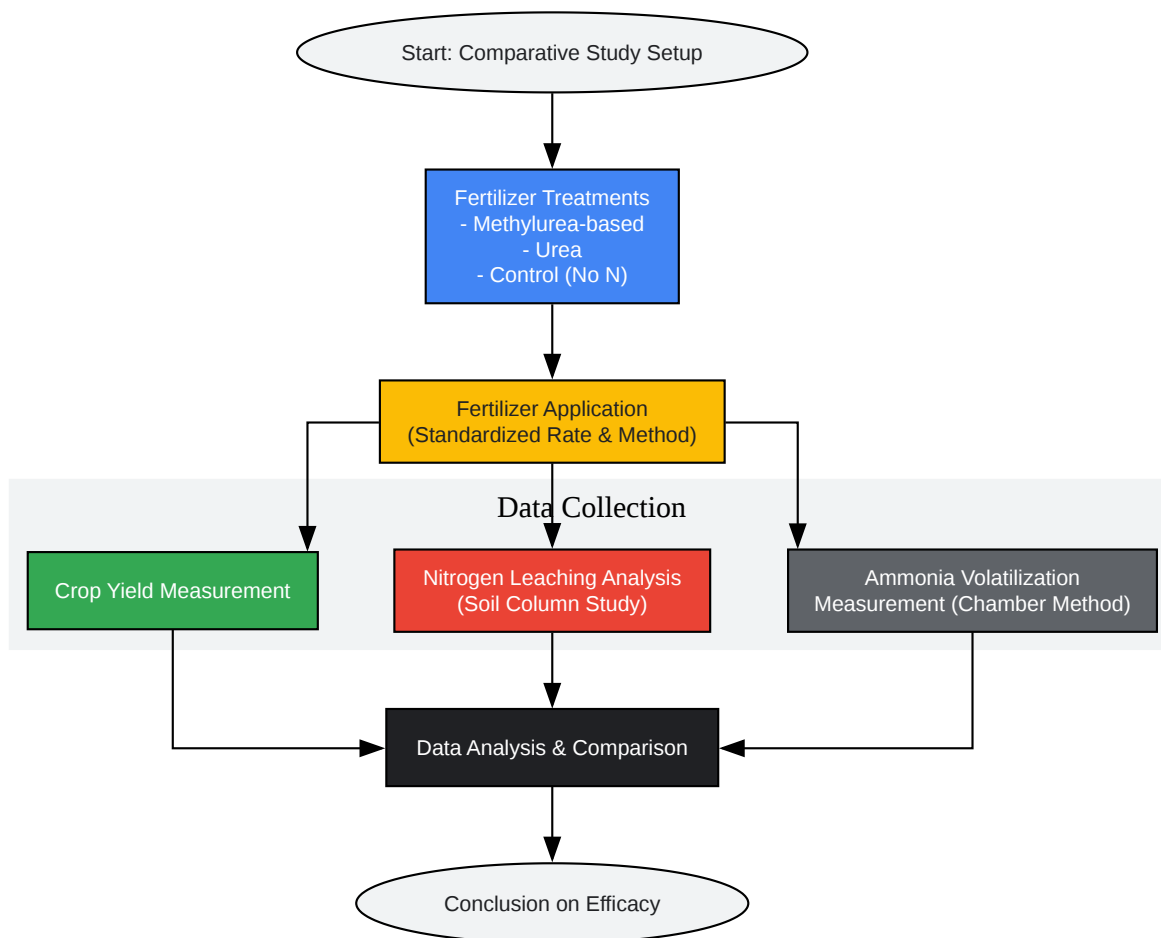 Start: Comparative Study Setup
Fertilizer Treatments
- Methylurea-based
- Urea
- Control (No N)
Fertilizer Application
(Standardized Rate & Method)
Data Collection
Crop Yield Measurement
Nitrogen Leaching Analysis
(Soil Column Study)
Ammonia Volatilization
Measurement (Chamber Method)
Data Analysis & Comparison
Conclusion on Efficacy